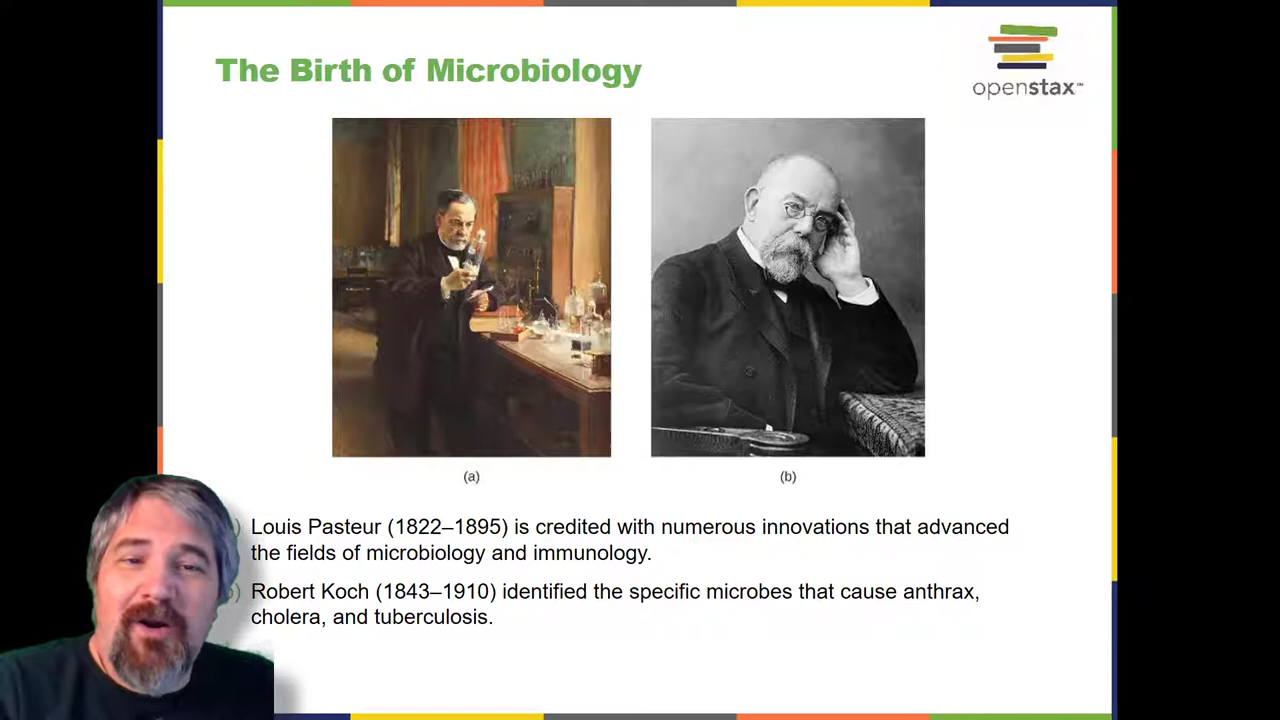 The Birth of Microbiology
openstax™
(a)
(b)
) Louis Pasteur (1822–1895) is credited with numerous innovations that advanced
the fields of microbiology and immunology.
) Robert Koch (1843–1910) identified the specific microbes that cause anthrax,
cholera, and tuberculosis.